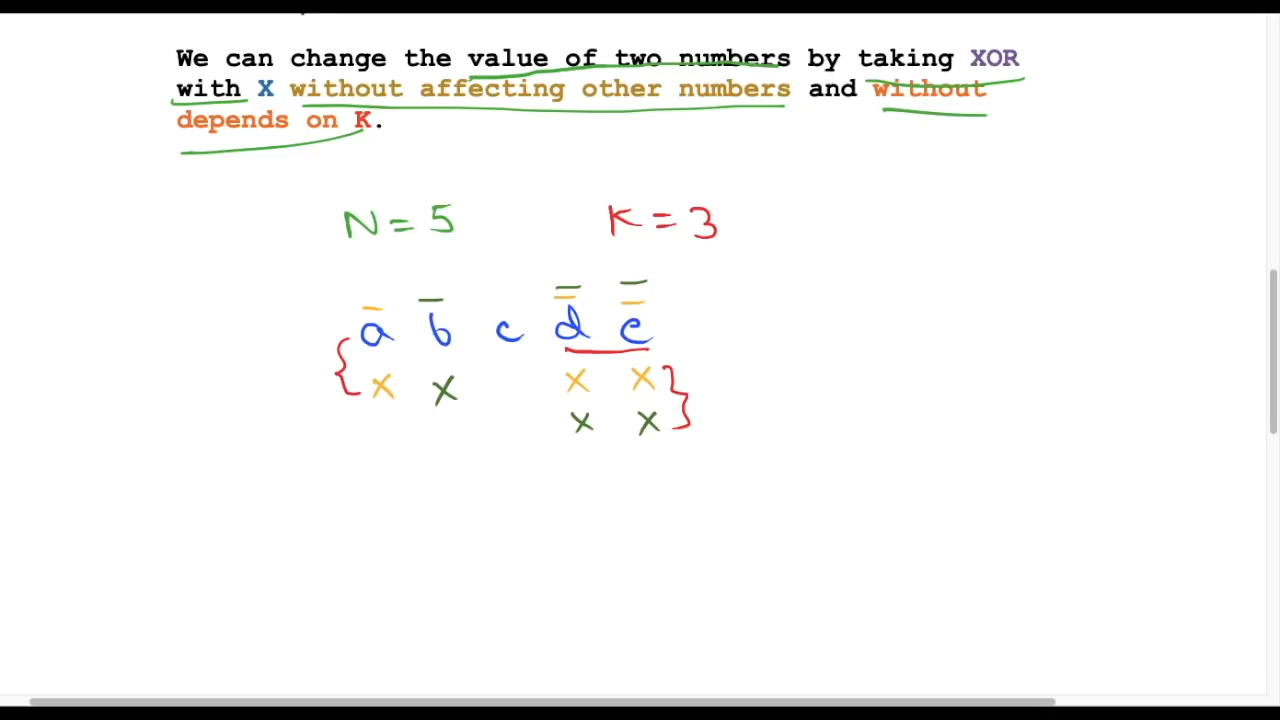 We can change the value of two numbers by taking XOR
with X without affecting other numbers and without
depends on K.
N = 5 K = 3
a b c d e
x x x x
x x